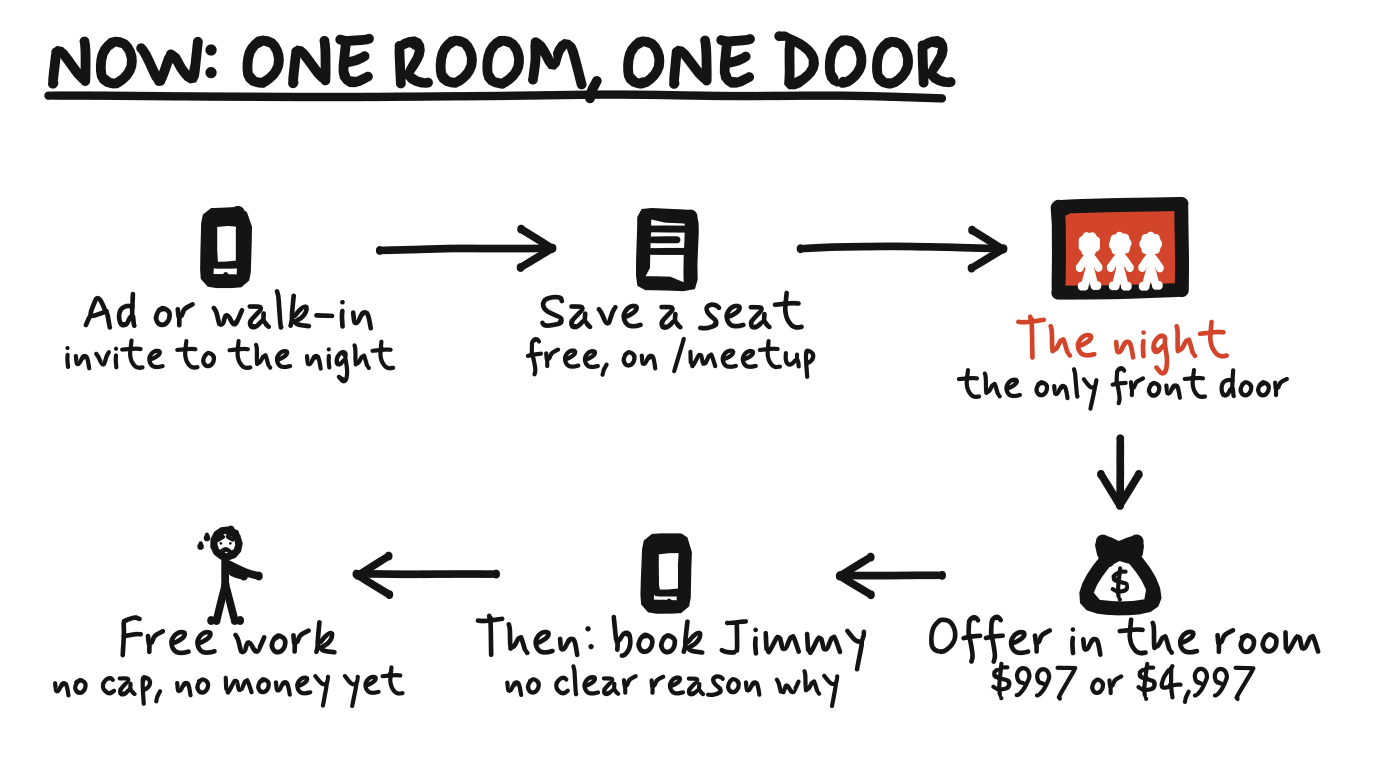 NOW: ONE ROOM, ONE DOOR
Ad or walk-in
invite to the night
Save a seat
free, on /meetup
The night
the only front door
$
Offer in the room
$997 or $4,997
Then: book Jimmy
no clear reason why
Free work
no cap, no money yet